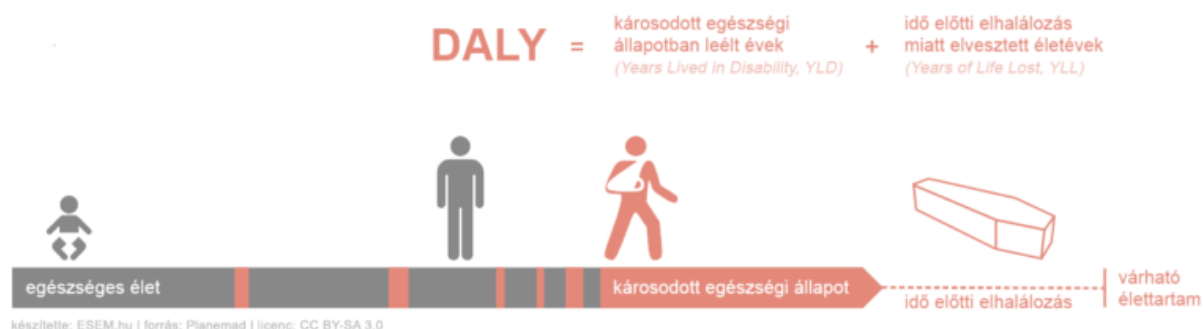 DALY = károsodott egészségi állapotban leélt évek (Years Lived in Disability, YLD) + idő előtti elhalálozás miatt elvesztett életévek (Years of Life Lost, YLL)
egészséges élet
károsodott egészségi állapot
idő előtti elhalálozás
várható
élettartam
készítette: ESEM.hu | forrás: Planemad | licenc: CC BY-SA 3.0